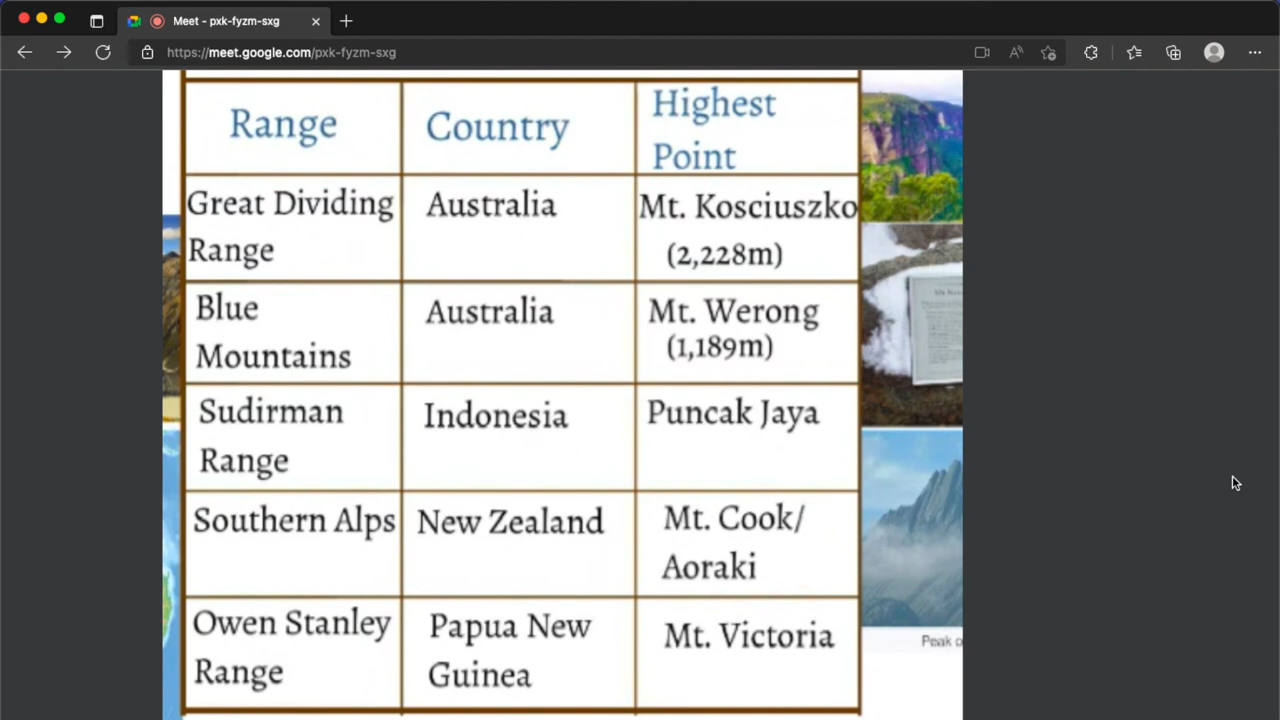 Meet - pxk-fyzm-sxg
https://meet.google.com/pxk-fyzm-sxg
Range
Country
Highest
Point
Great Dividing
Range
Australia
Mt. Kosciuszko
(2,228m)
Blue
Mountains
Australia
Mt. Werong
(1,189m)
Sudirman
Range
Indonesia
Puncak Jaya
Southern Alps
New Zealand
Mt. Cook/
Aoraki
Owen Stanley
Range
Papua New
Guinea
Mt. Victoria
Peak o